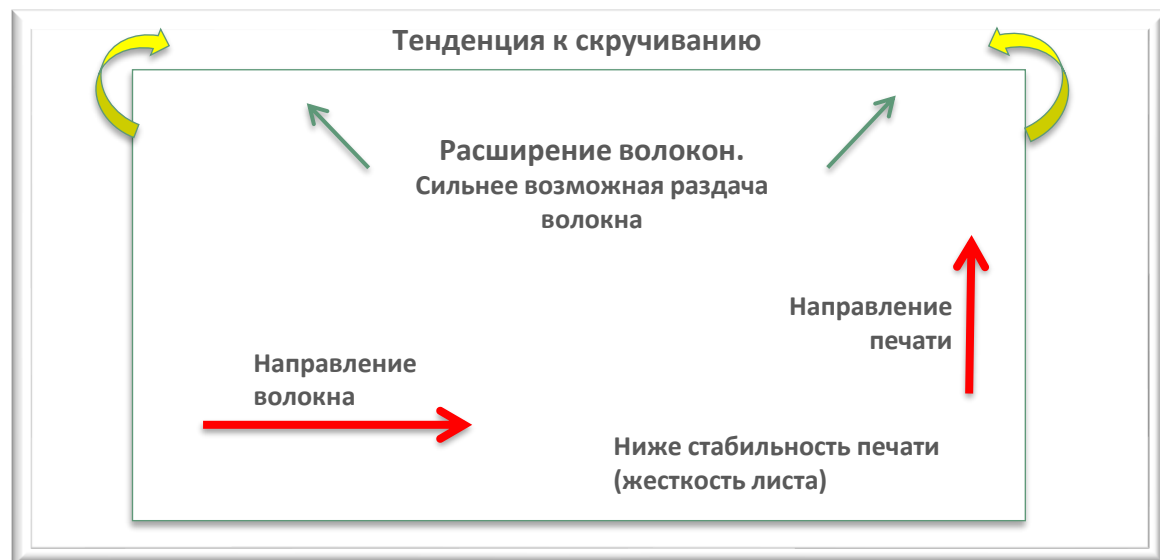 Тенденция к скручиванию
Расширение волокон.
Сильнее возможная раздача
волокна
Направление
печати
Направление
волокна
Ниже стабильность печати
(жесткость листа)